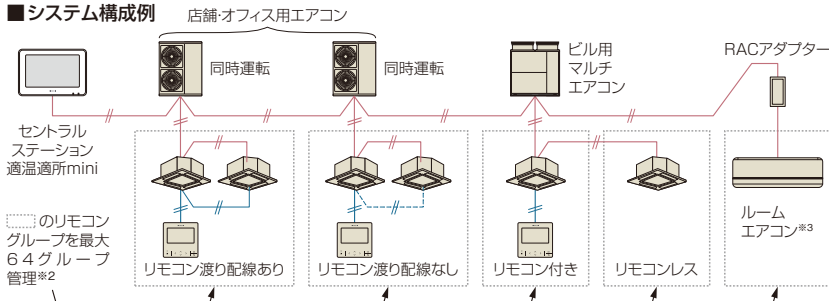 ■システム構成例
店舗・オフィス用エアコン
同時運転
同時運転
ビル用
マルチ
エアコン
RACアダプター
セントラル
ステーション
適温適所mini
のリモコン
グループを最大
64グループ
管理※2
リモコン渡り配線あり
リモコン渡り配線なし
リモコン付き
リモコンレス
ルーム
エアコン※3